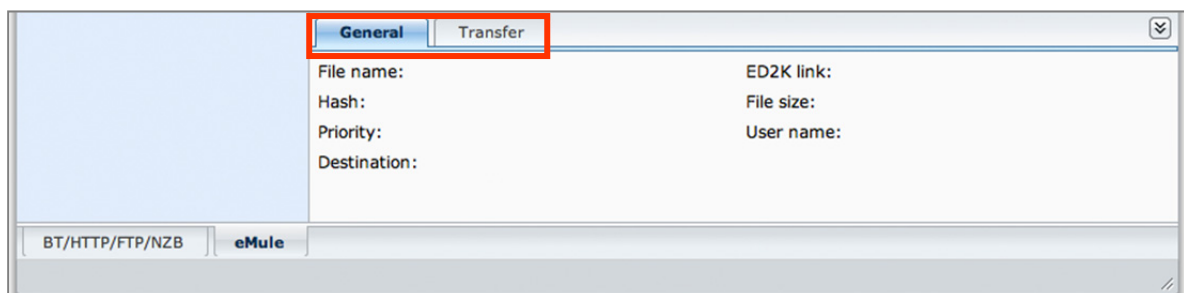 General Transfer
File name: ED2K link:
Hash: File size:
Priority: User name:
Destination:
BT/HTTP/FTP/NZB eMule